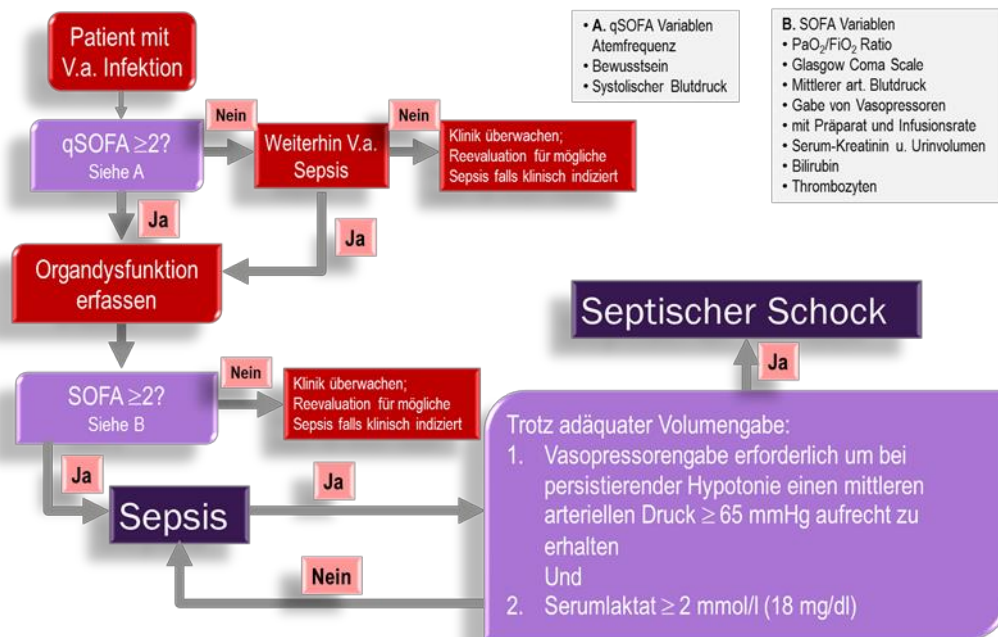 Patient mit
V.a. Infektion
• A. qSOFA Variablen
Atemfrequenz
• Bewusstsein
• Systolischer Blutdruck
B. SOFA Variablen
• PaO₂/FiO₂ Ratio
• Glasgow Coma Scale
• Mittlerer art. Blutdruck
• Gabe von Vasopressoren
• mit Präparat und Infusionsrate
• Serum-Kreatinin u. Urinvolumen
• Bilirubin
• Thrombozyten
qSOFA ≥2?
Siehe A
Nein
Weiterhin V.a.
Sepsis
Nein
Klinik überwachen;
Reevaluation für mögliche
Sepsis falls klinisch indiziert
Ja
Ja
Organdysfunktion
erfassen
SOFA ≥2?
Siehe B
Nein
Klinik überwachen;
Reevaluation für mögliche
Sepsis falls klinisch indiziert
Ja
Sepsis
Ja
Nein
Trotz adäquater Volumengabe:
1. Vasopressorengabe erforderlich um bei
persistierender Hypotonie einen mittleren
arteriellen Druck ≥ 65 mmHg aufrecht zu
erhalten
Und
2. Serumlaktat ≥ 2 mmol/l (18 mg/dl)
Ja
Septischer Schock